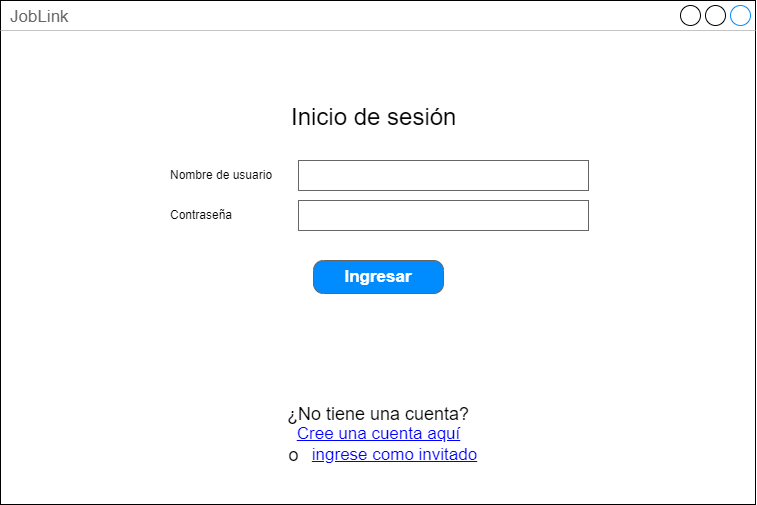 JobLink
Inicio de sesión
Nombre de usuario
Contraseña
Ingresar
¿No tiene una cuenta?
Cree una cuenta aquí
o ingrese como invitado